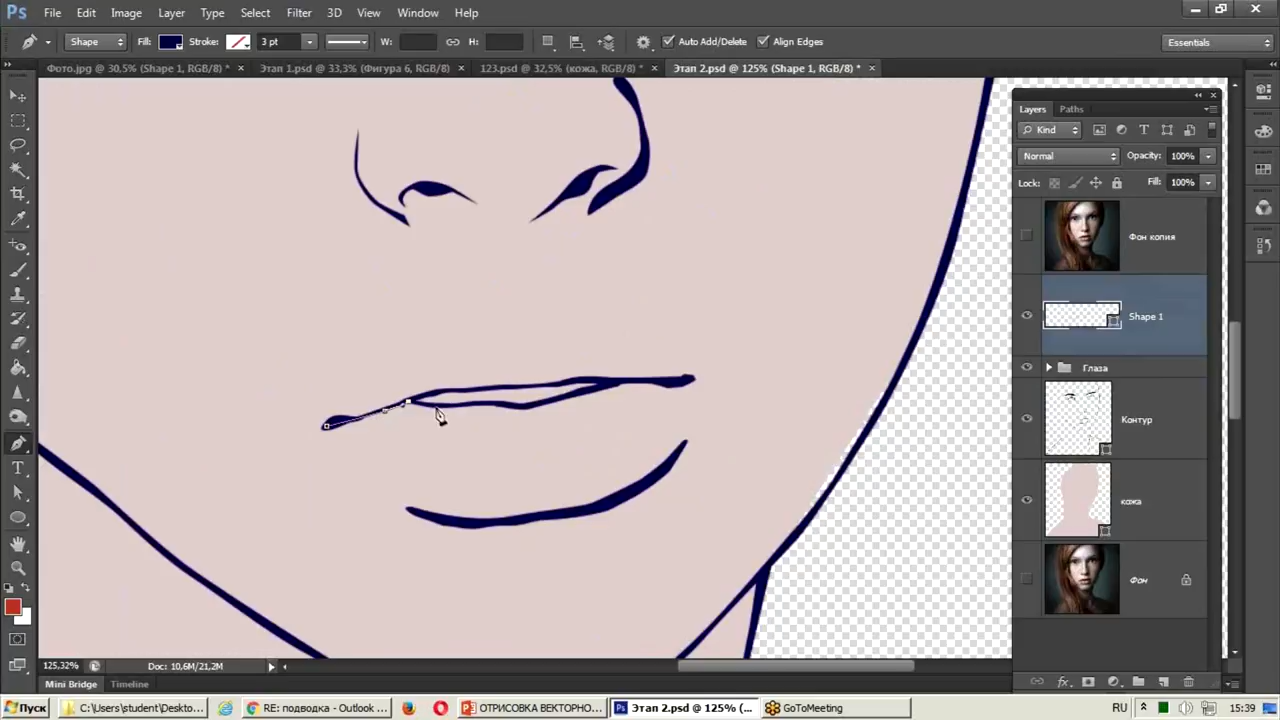 Ps File Edit Image Layer Type Select Filter 3D View Window Help
Shape Fill: Stroke: 3 pt W: H: Auto Add/Delete Align Edges Essentials
Фото.jpg @ 30,5% (Shape 1, RGB/8) * × Этап 1.psd @ 33,3% (Фигура 6, RGB/8) × 123.psd @ 32,5% (кожа, RGB/8) * × Этап 2.psd @ 125% (Shape 1, RGB/8) * ×
Layers Paths
Kind
Normal Opacity: 100%
Lock: Fill: 100%
Фон копия
Shape 1
Глаза
Контур
кожа
Фон
125,32% Doc: 10,6M/21,2M
Mini Bridge Timeline
Пуск C:\Users\student\Deskto... RE: подводка - Outlook ... ОТРИСОВКА ВЕКТОРНО... Этап 2.psd @ 125% (... GoToMeeting RU 15:39